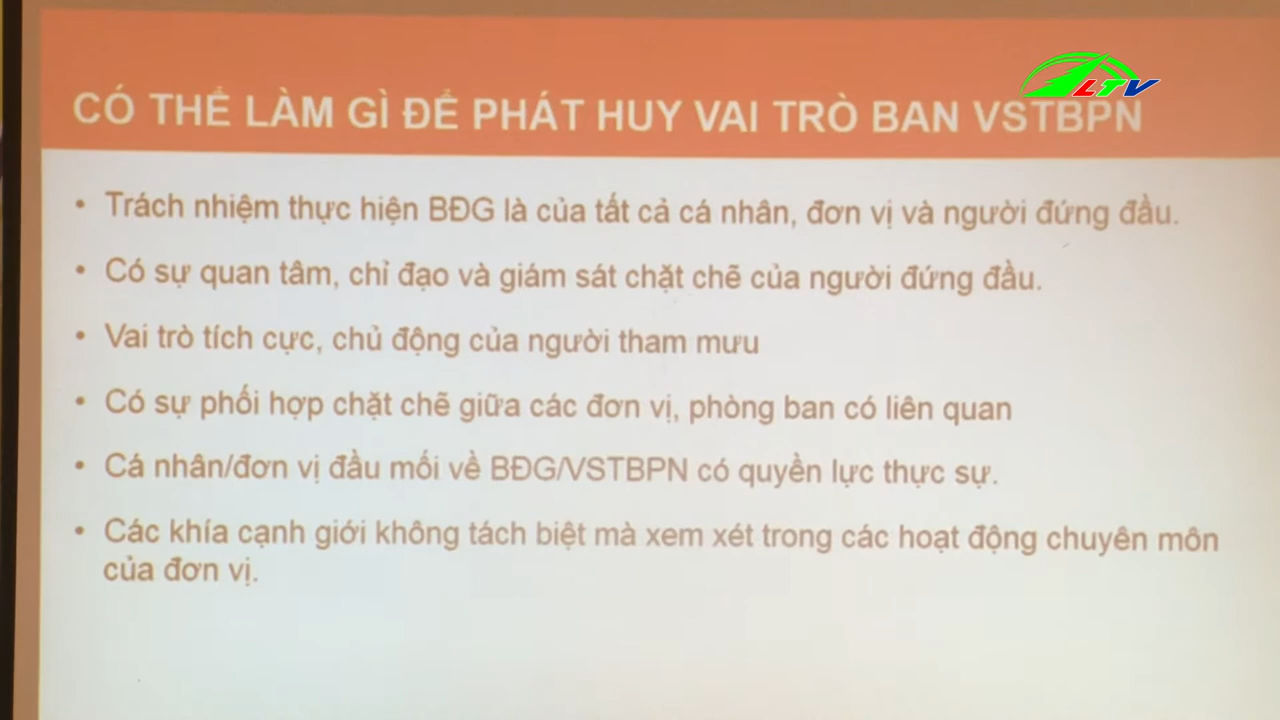 LTV
CÓ THỂ LÀM GÌ ĐỂ PHÁT HUY VAI TRÒ BAN VSTBPN
• Trách nhiệm thực hiện BĐG là của tất cả cá nhân, đơn vị và người đứng đầu.
• Có sự quan tâm, chỉ đạo và giám sát chặt chẽ của người đứng đầu.
• Vai trò tích cực, chủ động của người tham mưu
• Có sự phối hợp chặt chẽ giữa các đơn vị, phòng ban có liên quan
• Cá nhân/đơn vị đầu mối về BĐG/VSTBPN có quyền lực thực sự.
• Các khía cạnh giới không tách biệt mà xem xét trong các hoạt động chuyên môn
của đơn vị.